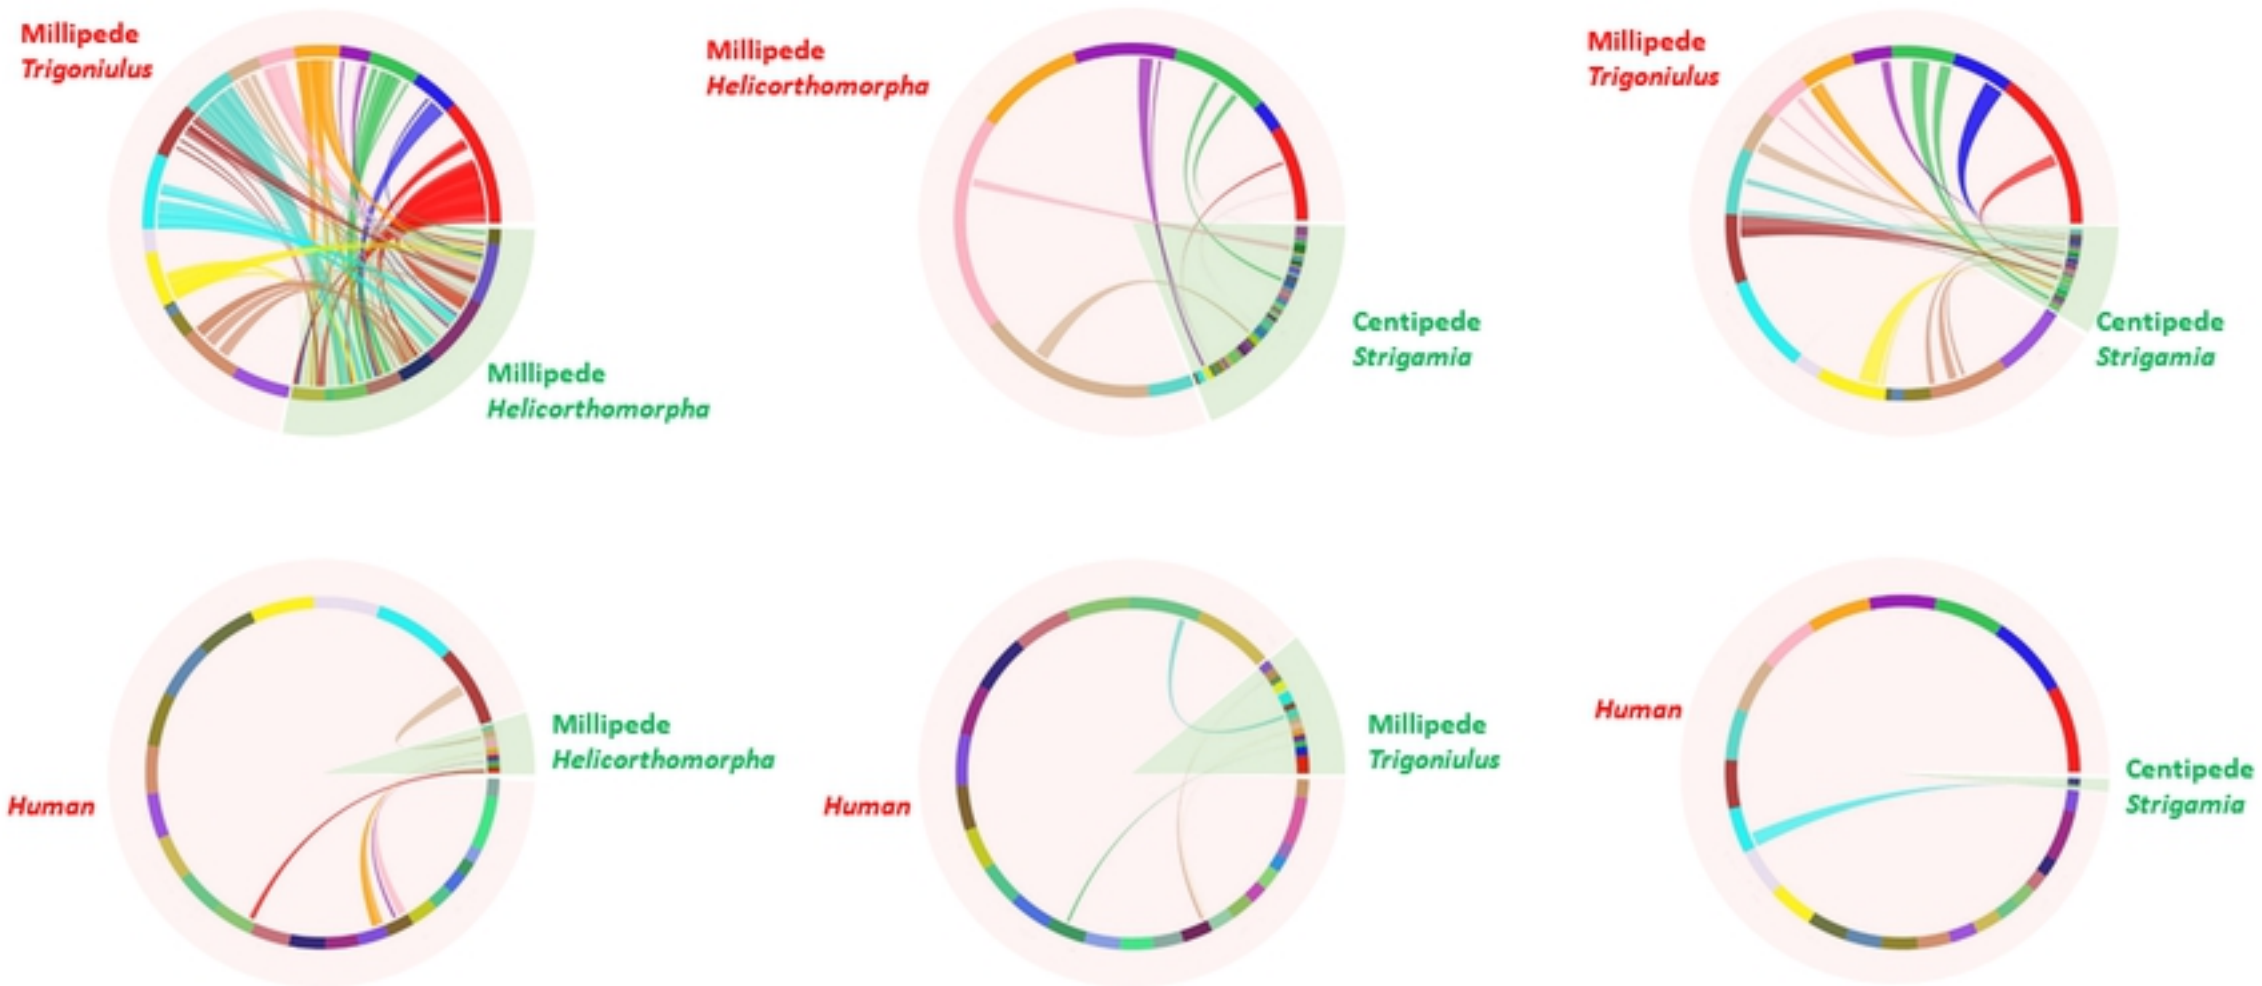 Millipede
Trigoniulus
Millipede
Helicorthomorpha
Millipede
Helicorthomorpha
Centipede
Strigamia
Millipede
Trigoniulus
Centipede
Strigamia
Human
Millipede
Helicorthomorpha
Human
Millipede
Trigoniulus
Human
Centipede
Strigamia